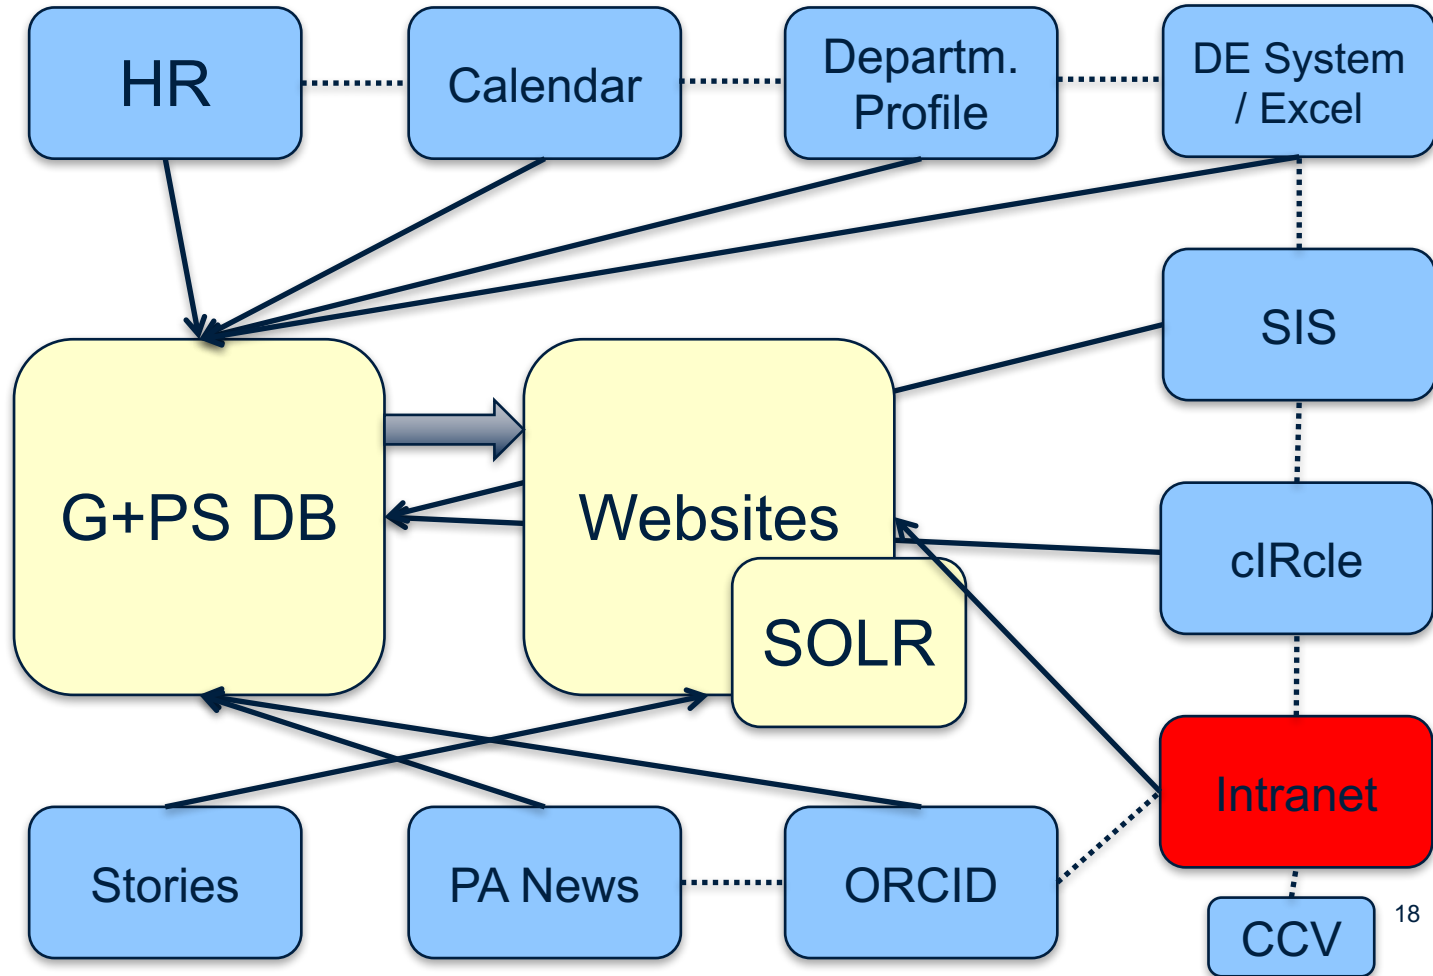 HR
Calendar
Departm.
Profile
DE System
/ Excel
SIS
G+PS DB
Websites
cIRcle
SOLR
Intranet
Stories
PA News
ORCID
CCV
18